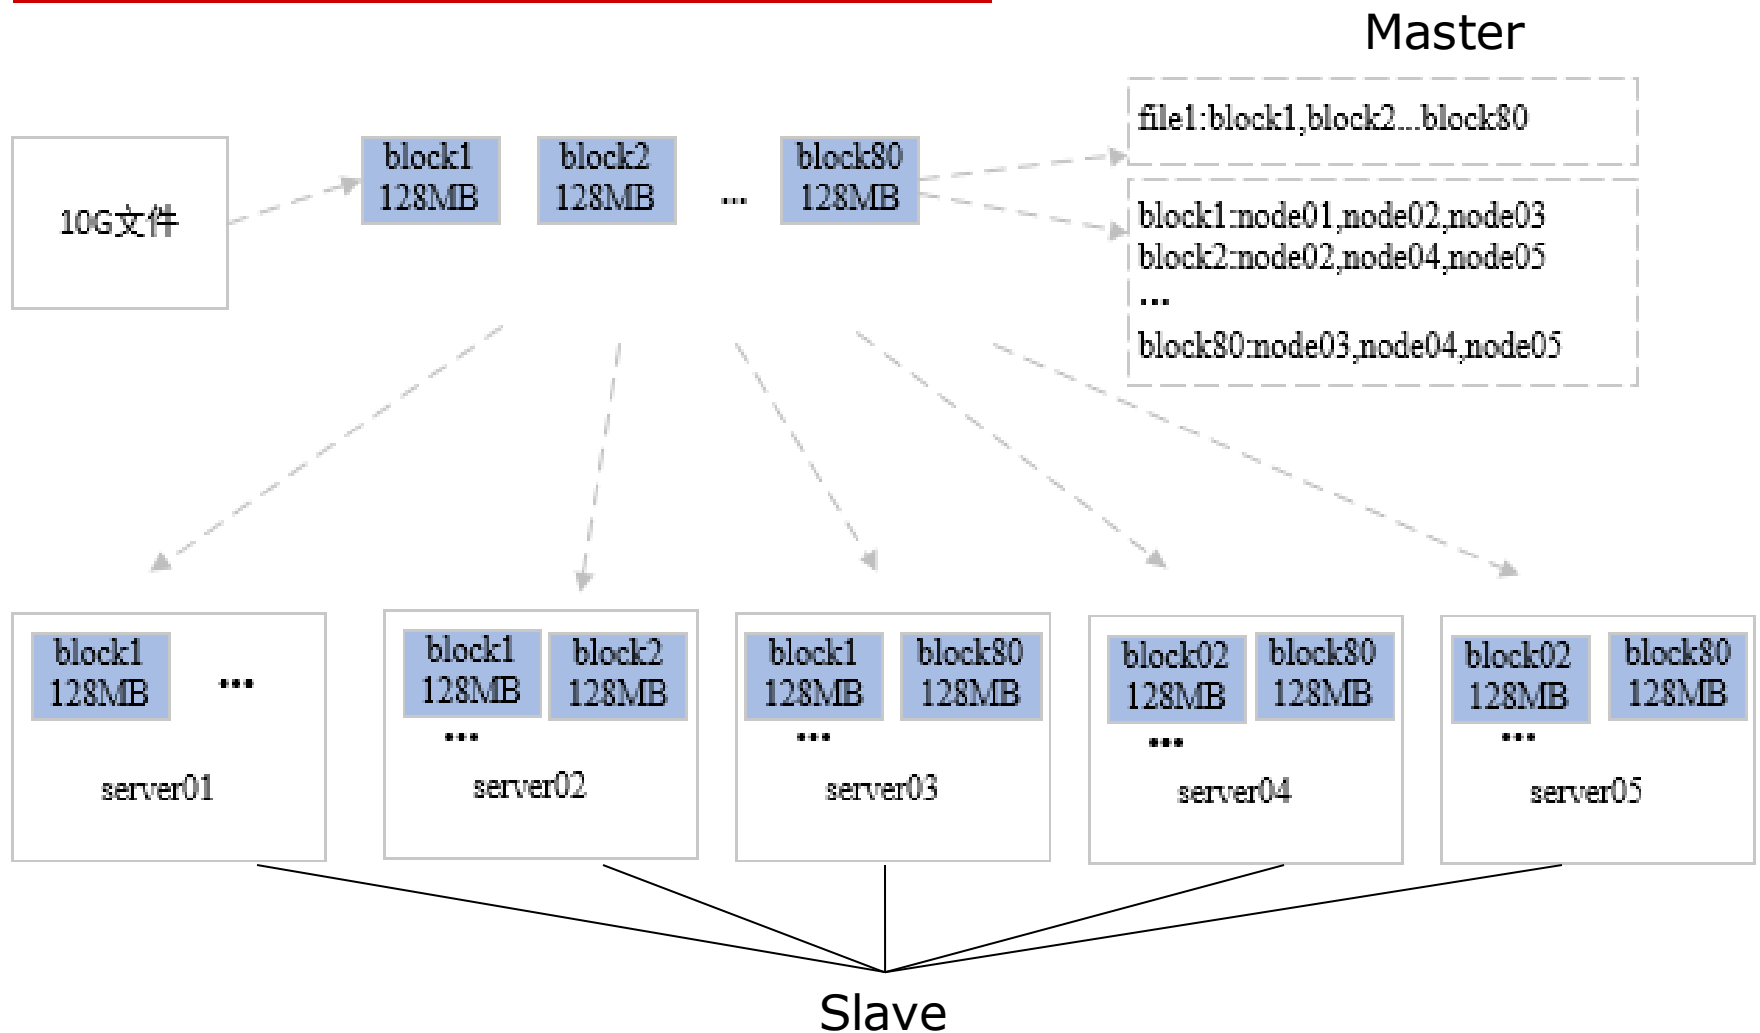 Master
file1:block1,block2...block80
10G文件
block1
128MB
block2
128MB
...
block80
128MB
block1:node01,node02,node03
block2:node02,node04,node05
...
block80:node03,node04,node05
block1
128MB
...
server01
block1
128MB
block2
128MB
...
server02
block1
128MB
block80
128MB
...
server03
block02
128MB
block80
128MB
...
server04
block02
128MB
block80
128MB
...
server05
Slave